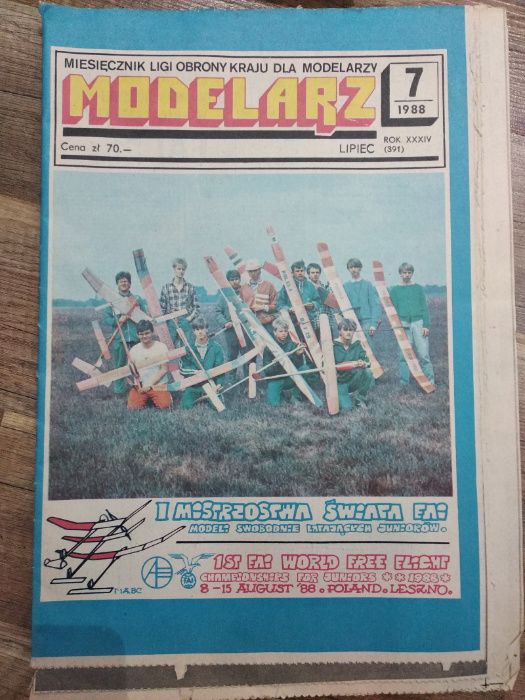 MIESIĘCZNIK LIGI OBRONY KRAJU DLA MODELARZY
MODELARZ
7
1988
Cena zł 70.—
LIPIEC
ROK XXXIV
(391)
I MISTRZOSTWA ŚWIATA FAI
MODELI SWOBODNIE LATAJĄCYCH JUNIORÓW.
1ST FAI WORLD FREE FLIGHT
CHAMPIONSHIPS FOR JUNIORS * * 1988 *
8–15 AUGUST '88. POLAND. LESZNO.
FAI